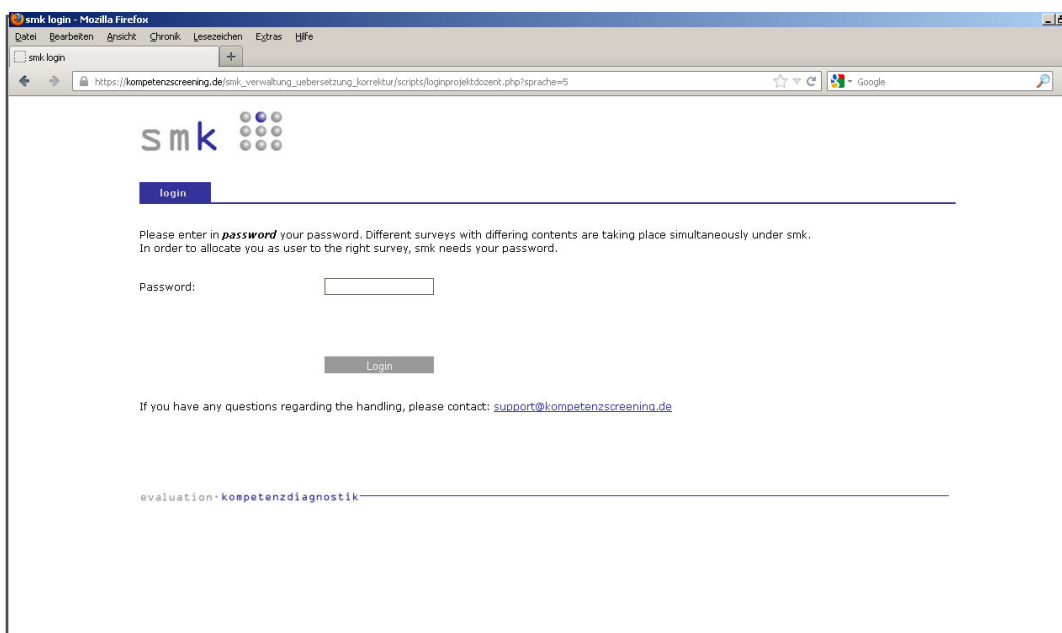 smk login - Mozilla Firefox
Datei Bearbeiten Ansicht Chronik Lesezeichen Extras Hilfe
smk login +
https://kompetenzscreening.de/smk_verwaltung_uebersetzung_korrektur/scripts/loginprojektdozent.php?sprache=5 Google
smk
login
Please enter in password your password. Different surveys with differing contents are taking place simultaneously under smk.
In order to allocate you as user to the right survey, smk needs your password.
Password:
Login
If you have any questions regarding the handling, please contact: support@kompetenzscreening.de
evaluation·kompetenzdiagnostik